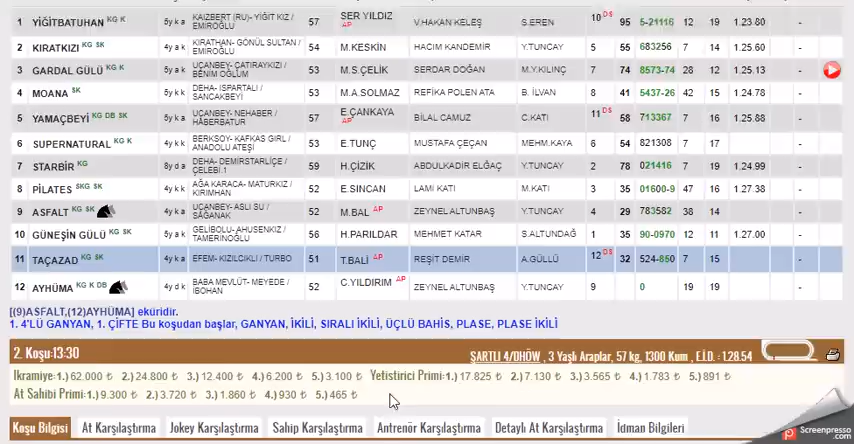 1 YİĞİTBATUHAN KG K 5y k a KAIZBERT (RU)- YİĞİT KIZ / EMİROĞLU 57 SER YILDIZ AP V.HAKAN KELEŞ S.EREN 10 DS 95 5-21116 12 19 1.23.80 -
2 KIRATKIZI KG SK 4y a k KIRATHAN- GÖNÜL SULTAN / EMİROĞLU 54 M.KESKİN HACIM KANDEMİR Y.TUNCAY 5 55 683256 7 14 1.25.60 -
3 GARDAL GÜLÜ KG K 5y a k UÇANBEY- ÇATIRAYKIZI / BENİM OĞLUM 53 M.S.ÇELİK SERDAR DOĞAN M.Y.KILINÇ 7 74 8573-74 28 12 1.25.13 -
4 MOANA SK 5y k k DEHA- ISPARTALI / SANCAKBEYİ 53 M.A.SOLMAZ REFİKA POLEN ATA B. İLVAN 8 41 5437-26 42 15 1.24.78 -
5 YAMAÇBEYİ KG DB SK 5y k a UÇANBEY- NEHABER / HABERBATUR 57 E.ÇANKAYA AP BİLAL CAMUZ C.KATI 11 DS 58 713367 7 16 1.25.88 -
6 SUPERNATURAL KG K 4y k k BERKSOY- KAFKAS GIRL / ANADOLU ATEŞİ 53 E.TUNÇ MUSTAFA ÇEÇAN MEHM.KAYA 6 54 821308 7 17 -
7 STARBİR KG 8y d a DEHA- DEMİRSTARLİÇE / ÇELEBİ.1 59 H.ÇİZİK ABDULKADİR ELĞAÇ Y.TUNCAY 2 78 021416 7 19 1.24.99 -
8 PİLATES SKG SK 4y k k AĞA KARACA- MATURKIZ / KIRIMHAN 52 E.SİNCAN LAMİ KATI M.KATI 3 35 01600-9 47 16 1.27.38 -
9 ASFALT KG SK 4y k a UÇANBEY- ASLI SU / SAĞANAK 52 M.BAL AP ZEYNEL ALTUNBAŞ Y.TUNCAY 4 29 783582 38 14 -
10 GÜNEŞİN GÜLÜ KG SK 5y a k GELİBOLU- AHUSENKIZ / TAMERİNOĞLU 56 H.PARILDAR MEHMET KATAR S.ALTUNDAĞ 1 35 90-0970 12 11 1.27.00 -
11 TAÇAZAD KG SK 4y k a EFEM- KIZILCIKLI / TURBO 51 T.BALİ AP REŞİT DEMİR A.GÜLLÜ 12 DS 32 524-850 7 15 -
12 AYHÜMA KG K DB 4y d k BABA MEVLÜT- MEYEDE / IBOHAN 52 C.YILDIRIM AP ZEYNEL ALTUNBAŞ Y.TUNCAY 9 0 19 19 -
[(9)ASFALT,(12)AYHÜMA] eküridir.
1. 4'LÜ GANYAN, 1. ÇİFTE Bu koşudan başlar, GANYAN, İKİLİ, SIRALI İKİLİ, ÜÇLÜ BAHİS, PLASE, PLASE İKİLİ
2. Koşu:13:30 ŞARTLI 4/DHÖW , 3 Yaşlı Araplar, 57 kg, 1300 Kum , E.İ.D. : 1.28.54
İkramiye:1.) 62.000 ₺ 2.) 24.800 ₺ 3.) 12.400 ₺ 4.) 6.200 ₺ 5.) 3.100 ₺ Yetistirici Primi:1.) 17.825 ₺ 2.) 7.130 ₺ 3.) 3.565 ₺ 4.) 1.783 ₺ 5.) 891 ₺
At Sahibi Primi:1.) 9.300 ₺ 2.) 3.720 ₺ 3.) 1.860 ₺ 4.) 930 ₺ 5.) 465 ₺
Koşu Bilgisi At Karşılaştırma Jokey Karşılaştırma Sahip Karşılaştırma Antrenör Karşılaştırma Detaylı At Karşılaştırma İdman Bilgileri
Screenpresso
.com